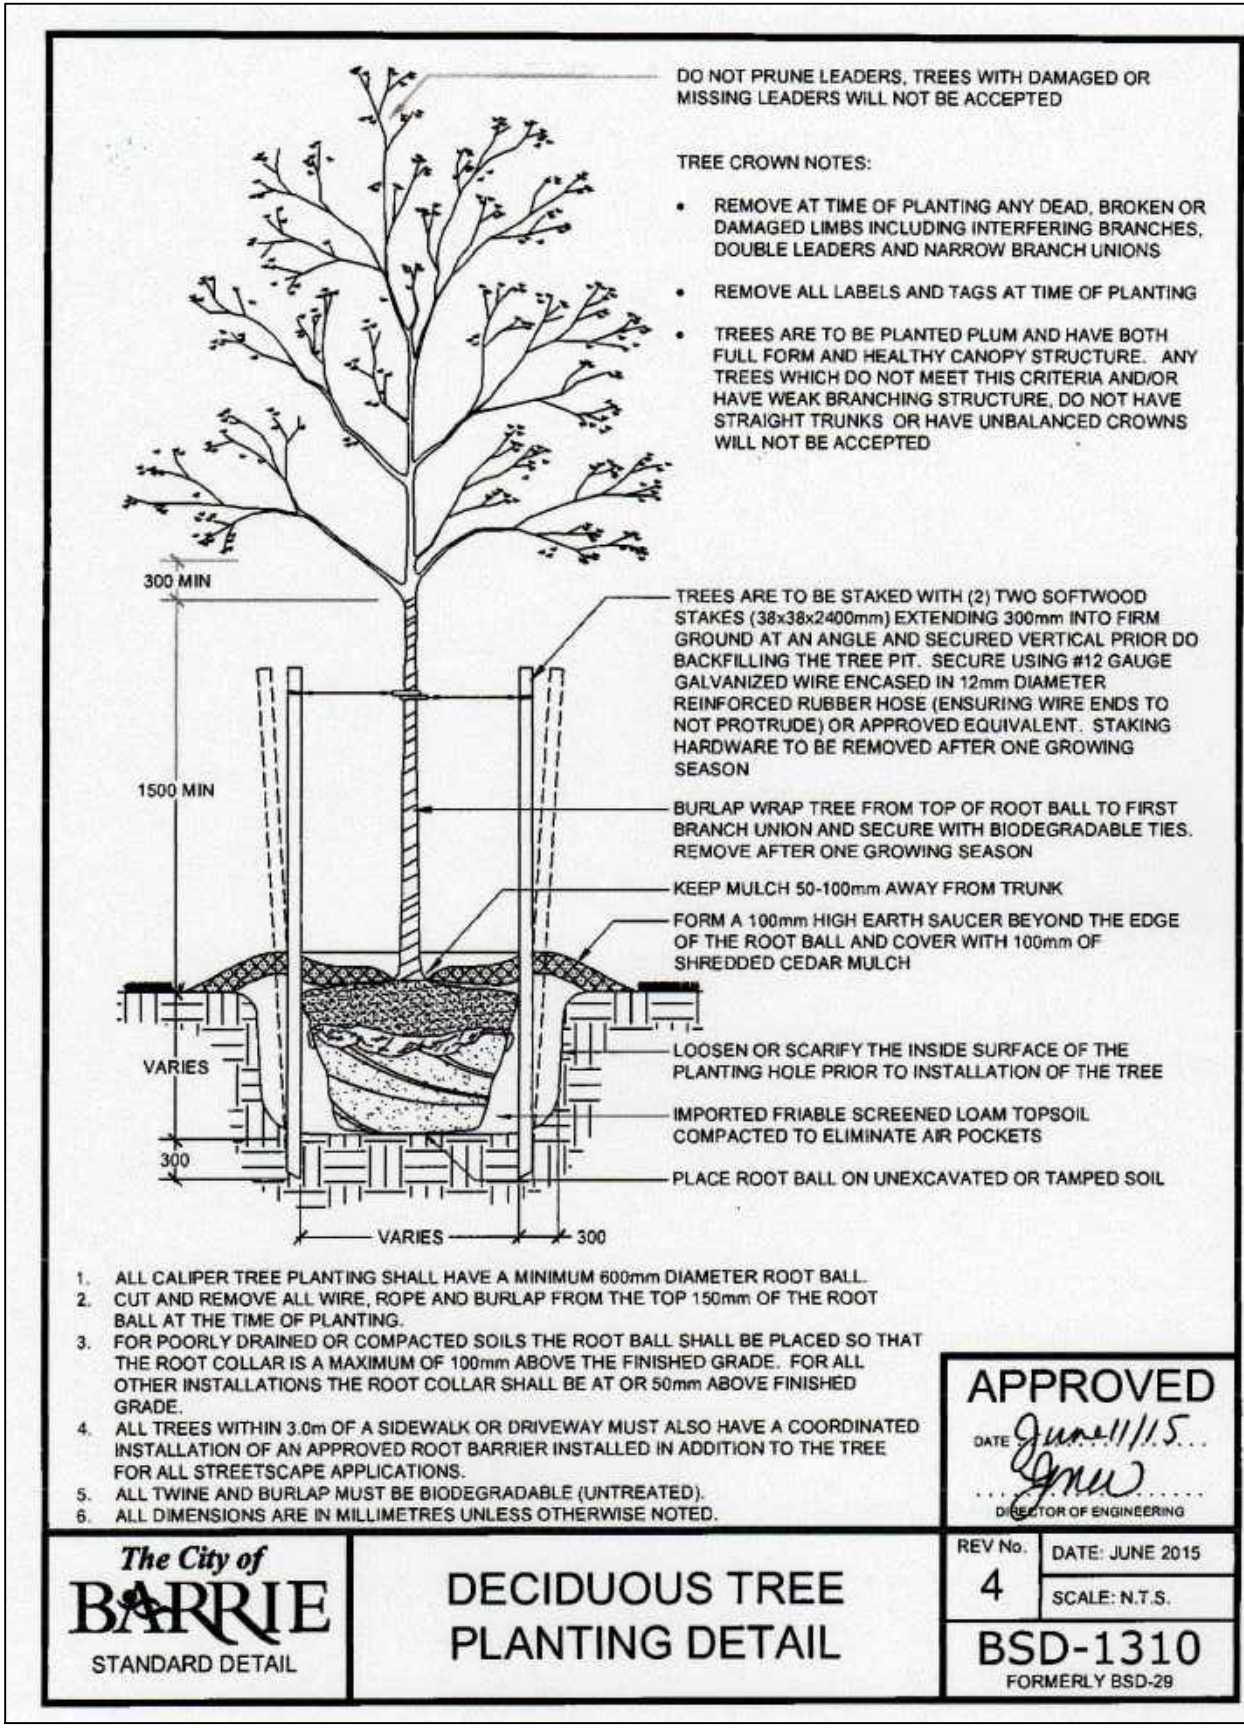 DO NOT PRUNE LEADERS, TREES WITH DAMAGED OR
MISSING LEADERS WILL NOT BE ACCEPTED
TREE CROWN NOTES:
• REMOVE AT TIME OF PLANTING ANY DEAD, BROKEN OR
DAMAGED LIMBS INCLUDING INTERFERING BRANCHES,
DOUBLE LEADERS AND NARROW BRANCH UNIONS
• REMOVE ALL LABELS AND TAGS AT TIME OF PLANTING
• TREES ARE TO BE PLANTED PLUM AND HAVE BOTH
FULL FORM AND HEALTHY CANOPY STRUCTURE. ANY
TREES WHICH DO NOT MEET THIS CRITERIA AND/OR
HAVE WEAK BRANCHING STRUCTURE, DO NOT HAVE
STRAIGHT TRUNKS OR HAVE UNBALANCED CROWNS
WILL NOT BE ACCEPTED
300 MIN
TREES ARE TO BE STAKED WITH (2) TWO SOFTWOOD
STAKES (38x38x2400mm) EXTENDING 300mm INTO FIRM
GROUND AT AN ANGLE AND SECURED VERTICAL PRIOR DO
BACKFILLING THE TREE PIT. SECURE USING #12 GAUGE
GALVANIZED WIRE ENCASED IN 12mm DIAMETER
REINFORCED RUBBER HOSE (ENSURING WIRE ENDS TO
NOT PROTRUDE) OR APPROVED EQUIVALENT. STAKING
HARDWARE TO BE REMOVED AFTER ONE GROWING
SEASON
1500 MIN
BURLAP WRAP TREE FROM TOP OF ROOT BALL TO FIRST
BRANCH UNION AND SECURE WITH BIODEGRADABLE TIES.
REMOVE AFTER ONE GROWING SEASON
KEEP MULCH 50-100mm AWAY FROM TRUNK
FORM A 100mm HIGH EARTH SAUCER BEYOND THE EDGE
OF THE ROOT BALL AND COVER WITH 100mm OF
SHREDDED CEDAR MULCH
VARIES
LOOSEN OR SCARIFY THE INSIDE SURFACE OF THE
PLANTING HOLE PRIOR TO INSTALLATION OF THE TREE
IMPORTED FRIABLE SCREENED LOAM TOPSOIL
COMPACTED TO ELIMINATE AIR POCKETS
300
PLACE ROOT BALL ON UNEXCAVATED OR TAMPED SOIL
VARIES
300
1. ALL CALIPER TREE PLANTING SHALL HAVE A MINIMUM 600mm DIAMETER ROOT BALL.
2. CUT AND REMOVE ALL WIRE, ROPE AND BURLAP FROM THE TOP 150mm OF THE ROOT
BALL AT THE TIME OF PLANTING.
3. FOR POORLY DRAINED OR COMPACTED SOILS THE ROOT BALL SHALL BE PLACED SO THAT
THE ROOT COLLAR IS A MAXIMUM OF 100mm ABOVE THE FINISHED GRADE. FOR ALL
OTHER INSTALLATIONS THE ROOT COLLAR SHALL BE AT OR 50mm ABOVE FINISHED
GRADE.
4. ALL TREES WITHIN 3.0m OF A SIDEWALK OR DRIVEWAY MUST ALSO HAVE A COORDINATED
INSTALLATION OF AN APPROVED ROOT BARRIER INSTALLED IN ADDITION TO THE TREE
FOR ALL STREETSCAPE APPLICATIONS.
5. ALL TWINE AND BURLAP MUST BE BIODEGRADABLE (UNTREATED).
6. ALL DIMENSIONS ARE IN MILLIMETRES UNLESS OTHERWISE NOTED.
APPROVED
DATE June 11/15
DIRECTOR OF ENGINEERING
The City of
BARRIE
STANDARD DETAIL
DECIDUOUS TREE
PLANTING DETAIL
REV No.
4
DATE: JUNE 2015
SCALE: N.T.S.
BSD-1310
FORMERLY BSD-29